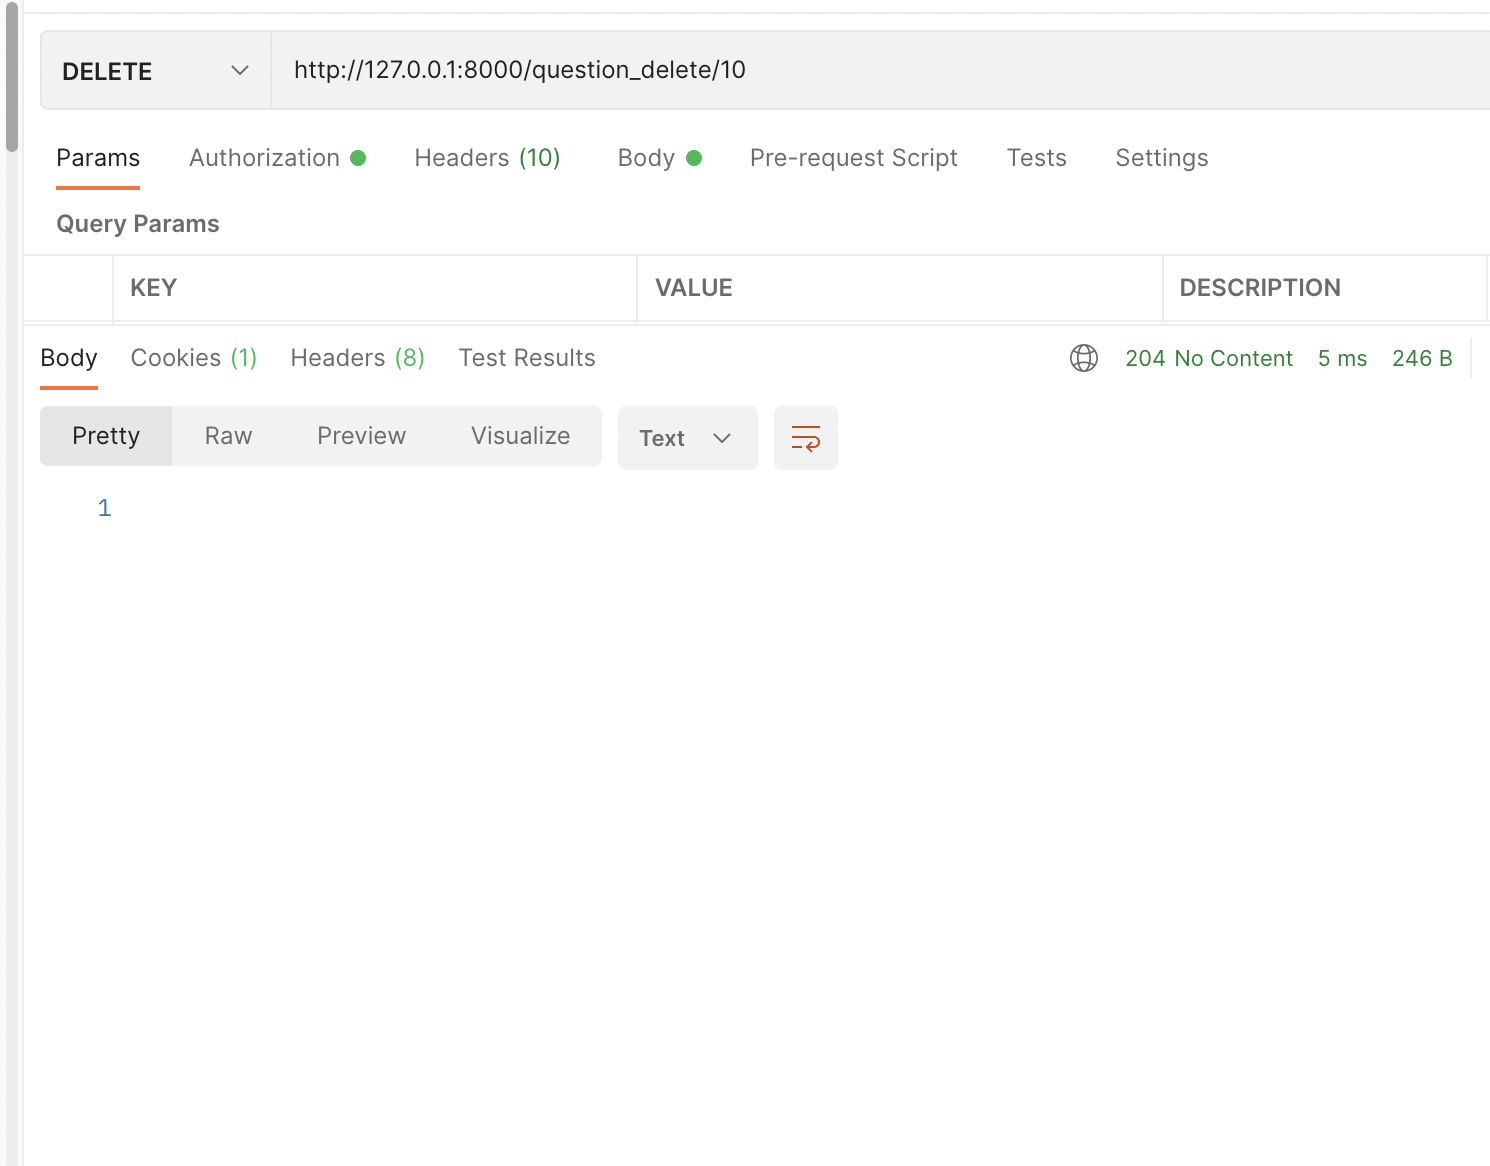 DELETE http://127.0.0.1:8000/question_delete/10
Params Authorization Headers (10) Body Pre-request Script Tests Settings
Query Params
KEY VALUE DESCRIPTION
Body Cookies (1) Headers (8) Test Results 204 No Content 5 ms 246 B
Pretty Raw Preview Visualize Text
1